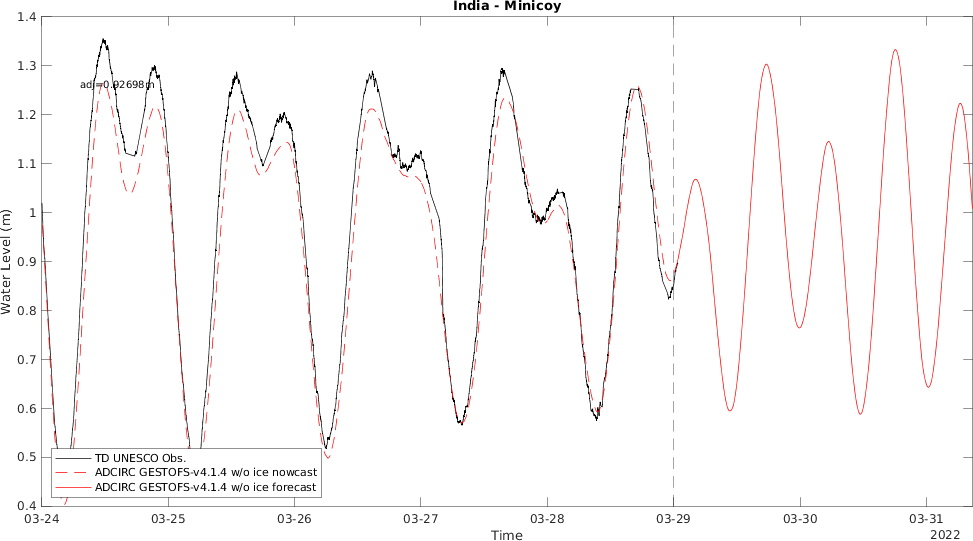 India - Minicoy
Water Level (m)
1.4
1.3
1.2
1.1
1
0.9
0.8
0.7
0.6
0.5
0.4
adj=0.92698m
TD UNESCO Obs.
ADCIRC GESTOFS-v4.1.4 w/o ice nowcast
ADCIRC GESTOFS-v4.1.4 w/o ice forecast
03-24 03-25 03-26 03-27 03-28 03-29 03-30 03-31
Time
2022